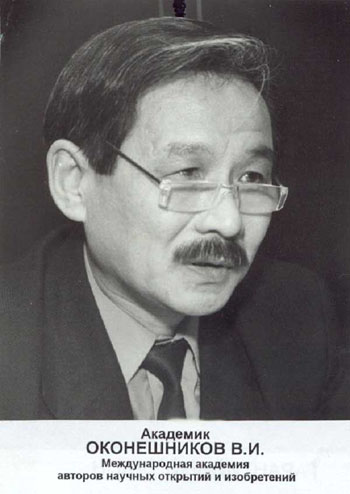 Академик
ОКОНЕШНИКОВ В.И.
Международная академия
авторов научных открытий и изобретений